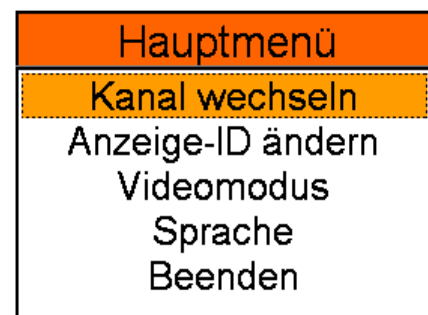 Hauptmenü
Kanal wechseln
Anzeige-ID ändern
Videomodus
Sprache
Beenden